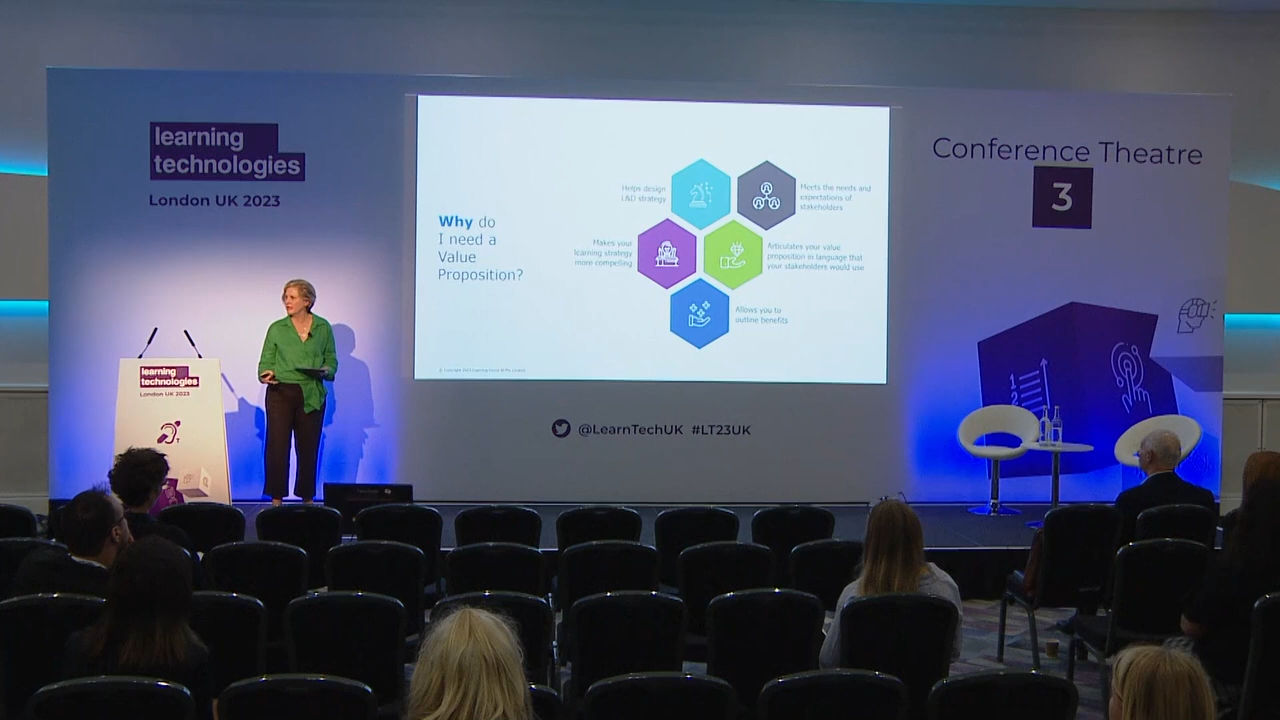 learning
technologies
London UK 2023
Conference Theatre
3
Why do
I need a
Value
Proposition?
Helps design
L&D strategy
Meets the needs and
expectations of
stakeholders
Makes your
learning strategy
more compelling
Articulates your value
proposition in language that
your stakeholders would use
Allows you to
outline benefits
@LearnTechUK #LT23UK
learning
technologies
London UK 2023
T